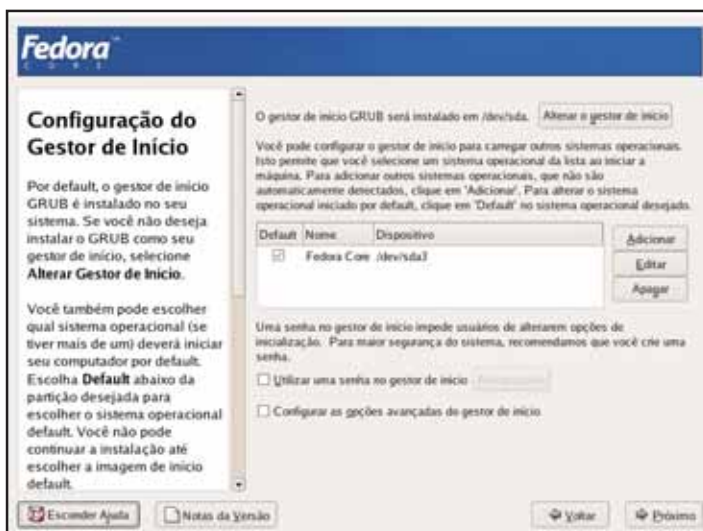 Fedora™
CORE
Configuração do
Gestor de Início
Por default, o gestor de início
GRUB é instalado no seu
sistema. Se você não deseja
instalar o GRUB como seu
gestor de início, selecione
Alterar Gestor de Início.
Você também pode escolher
qual sistema operacional (se
tiver mais de um) deverá iniciar
seu computador por default.
Escolha Default abaixo da
partição desejada para
escolher o sistema operacional
default. Você não pode
continuar a instalação até
escolher a imagem de início
default.
O gestor de início GRUB será instalado em /dev/sda.
Alterar o gestor de início
Você pode configurar o gestor de início para carregar outros sistemas operacionais.
Isto permite que você selecione um sistema operacional da lista ao iniciar a
máquina. Para adicionar outros sistemas operacionais, que não são
automaticamente detectados, clique em 'Adicionar'. Para alterar o sistema
operacional iniciado por default, clique em 'Default' no sistema operacional desejado.
Default Nome Dispositivo
Fedora Core /dev/sda3
Adicionar
Editar
Apagar
Uma senha no gestor de início impede usuários de alterarem opções de
inicialização. Para maior segurança do sistema, recomendamos que você crie uma
senha.
Utilizar uma senha no gestor de início
Configurar as opções avançadas do gestor de início
Esconder Ajuda
Notas da Versão
Voltar
Próximo